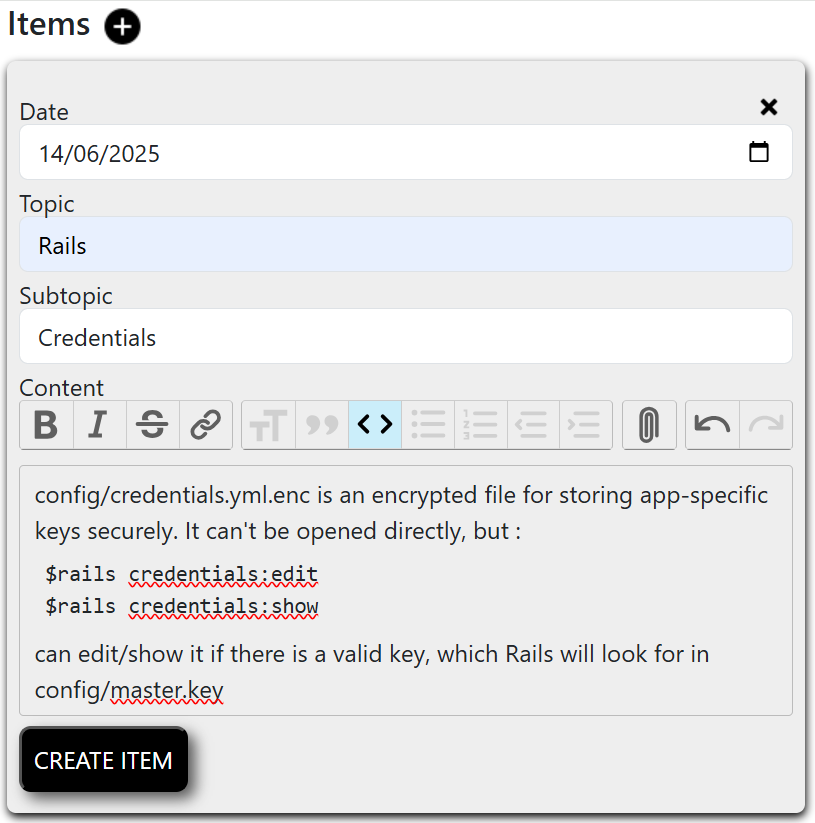 Items
Date
14/06/2025
Topic
Rails
Subtopic
Credentials
Content
config/credentials.yml.enc is an encrypted file for storing app-specific
keys securely. It can't be opened directly, but :
$rails credentials:edit
$rails credentials:show
can edit/show it if there is a valid key, which Rails will look for in
config/master.key
CREATE ITEM